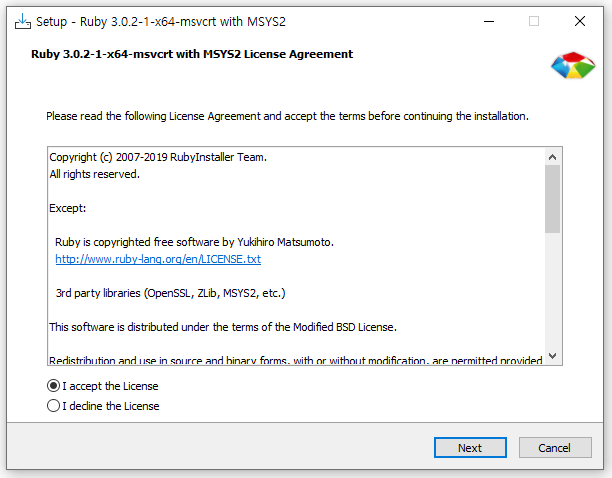 Setup - Ruby 3.0.2-1-x64-msvcrt with MSYS2
Ruby 3.0.2-1-x64-msvcrt with MSYS2 License Agreement
Please read the following License Agreement and accept the terms before continuing the installation.
Copyright (c) 2007-2019 RubyInstaller Team.
All rights reserved.
Except:
Ruby is copyrighted free software by Yukihiro Matsumoto.
http://www.ruby-lang.org/en/LICENSE.txt
3rd party libraries (OpenSSL, ZLib, MSYS2, etc.)
This software is distributed under the terms of the Modified BSD License.
Redistribution and use in source and binary forms, with or without modification, are permitted provided
I accept the License
I decline the License
Next Cancel